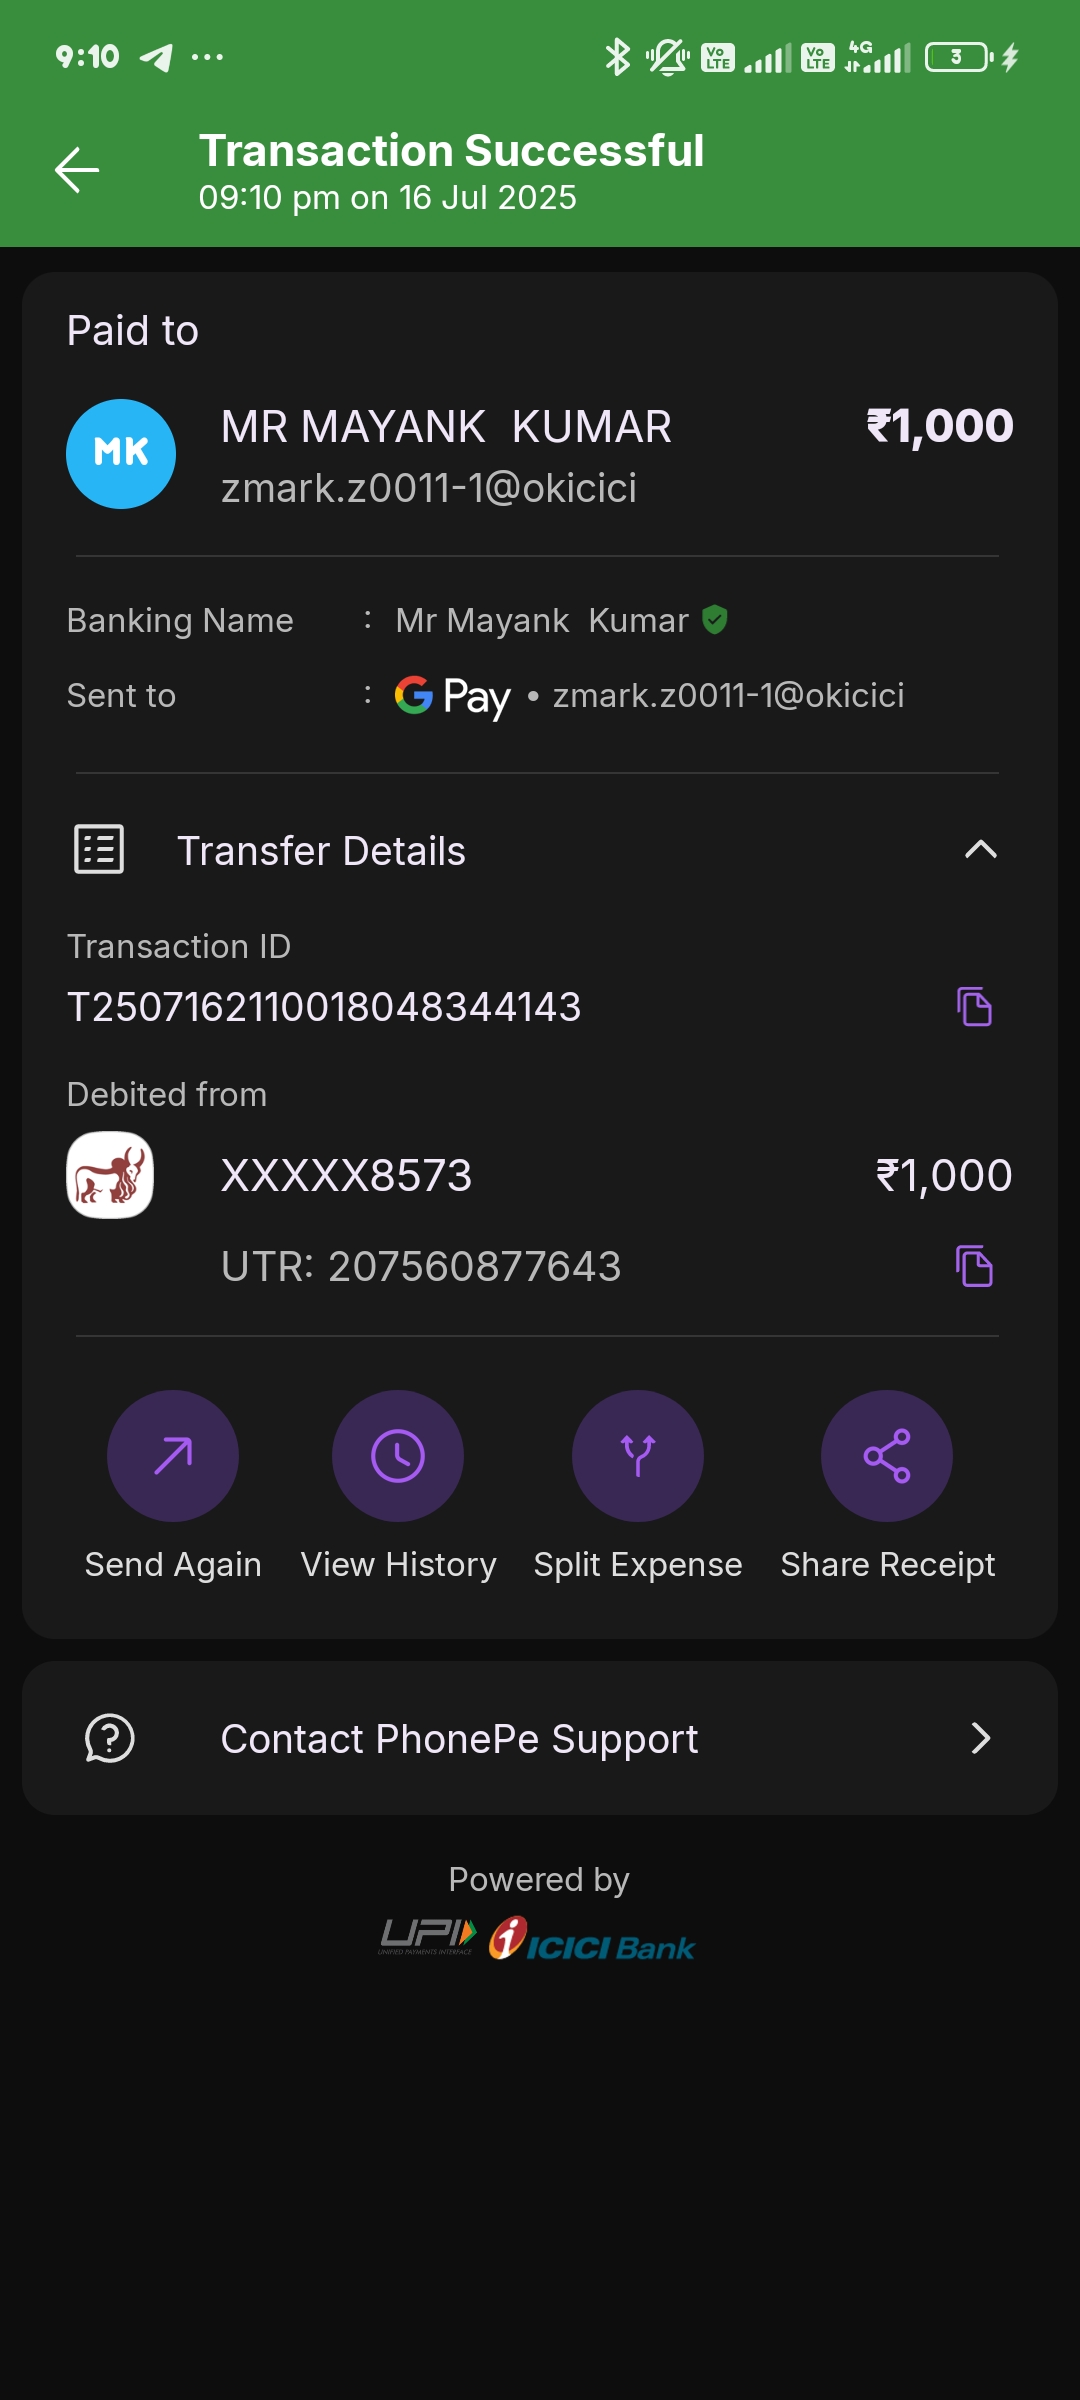 9:10 ... Vo LTE Vo LTE 4G 3
Transaction Successful
09:10 pm on 16 Jul 2025
Paid to
MK MR MAYANK  KUMAR ₹1,000
zmark.z0011-1@okicici
Banking Name : Mr Mayank  Kumar
Sent to : G Pay • zmark.z0011-1@okicici
Transfer Details
Transaction ID
T2507162110018048344143
Debited from
XXXXX8573 ₹1,000
UTR: 207560877643
Send Again View History Split Expense Share Receipt
Contact PhonePe Support
Powered by
UPI ICICI Bank
UNIFIED PAYMENTS INTERFACE